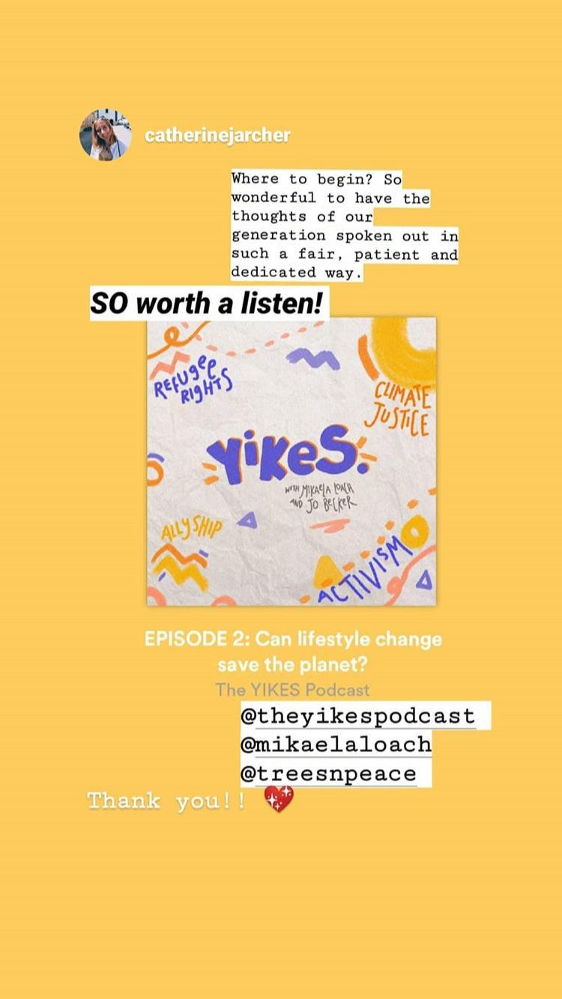 catherinejarcher
Where to begin? So
wonderful to have the
thoughts of our
generation spoken out in
such a fair, patient and
dedicated way.
SO worth a listen!
REFUgee
RIgHTS
CLIMATE
JUSTICE
YiKeS.
WITH MIKAELA LOACH
AND JO BECKER
ALLYSHIP
ACTIVISM
EPISODE 2: Can lifestyle change
save the planet?
The YIKES Podcast
@theyikespodcast
@mikaelaloach
@treesnpeace
Thank you!! 💖